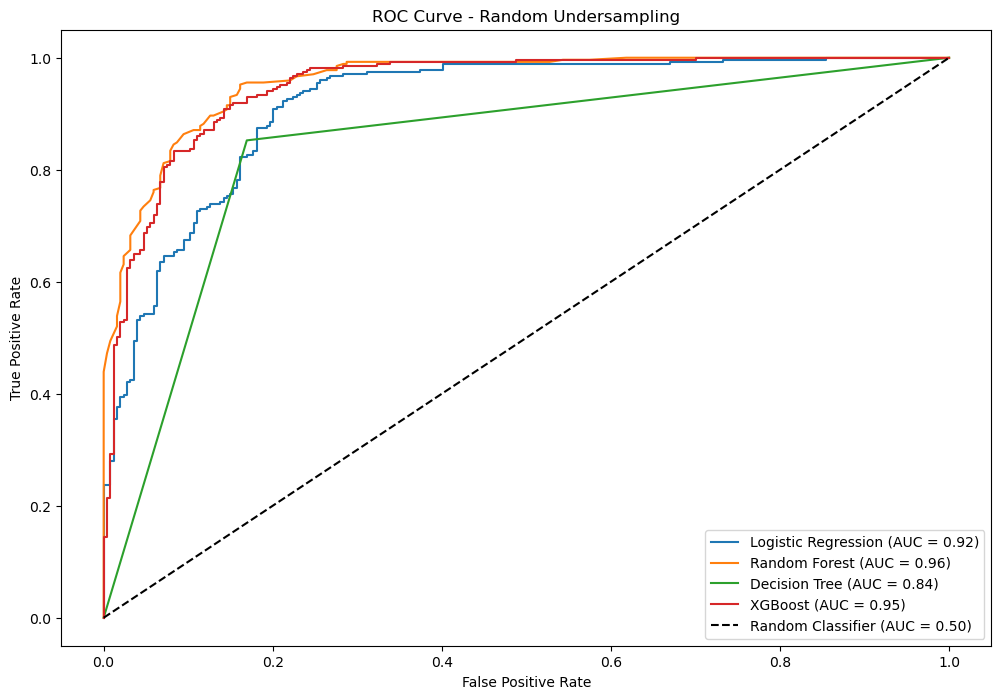 ROC Curve - Random Undersampling
True Positive Rate
1.0
0.8
0.6
0.4
0.2
0.0
0.0 0.2 0.4 0.6 0.8 1.0
False Positive Rate
Logistic Regression (AUC = 0.92)
Random Forest (AUC = 0.96)
Decision Tree (AUC = 0.84)
XGBoost (AUC = 0.95)
Random Classifier (AUC = 0.50)